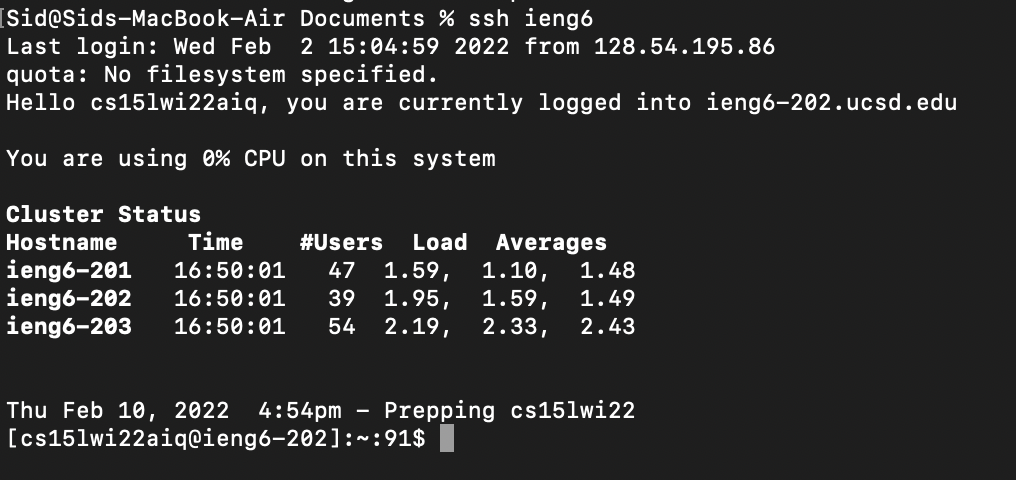 [Sid@Sids-MacBook-Air Documents % ssh ieng6
Last login: Wed Feb  2 15:04:59 2022 from 128.54.195.86
quota: No filesystem specified.
Hello cs15lwi22aiq, you are currently logged into ieng6-202.ucsd.edu
You are using 0% CPU on this system
Cluster Status
Hostname     Time    #Users  Load  Averages
ieng6-201   16:50:01   47  1.59,  1.10,  1.48
ieng6-202   16:50:01   39  1.95,  1.59,  1.49
ieng6-203   16:50:01   54  2.19,  2.33,  2.43
Thu Feb 10, 2022  4:54pm - Prepping cs15lwi22
[cs15lwi22aiq@ieng6-202]:~:91$